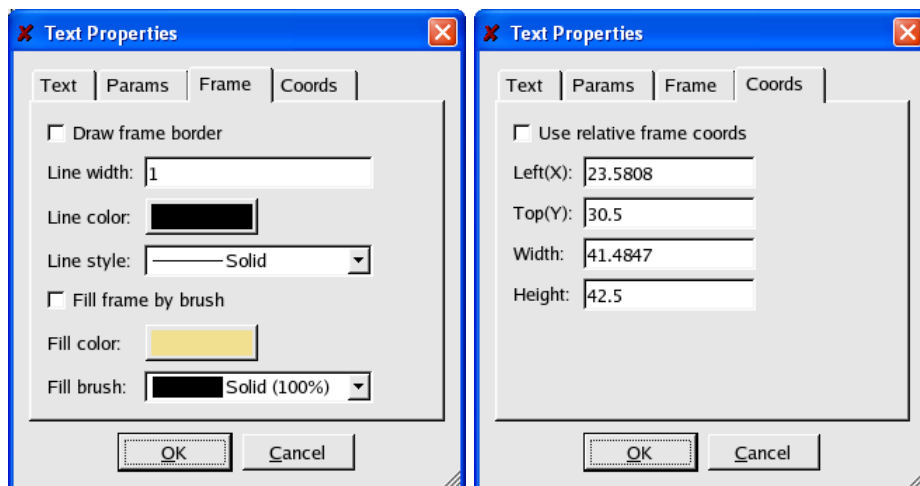 Text Properties
Text Params Frame Coords
Draw frame border
Line width: 1
Line color:
Line style: Solid
Fill frame by brush
Fill color:
Fill brush: Solid (100%)
OK Cancel
Text Properties
Text Params Frame Coords
Use relative frame coords
Left(X): 23.5808
Top(Y): 30.5
Width: 41.4847
Height: 42.5
OK Cancel